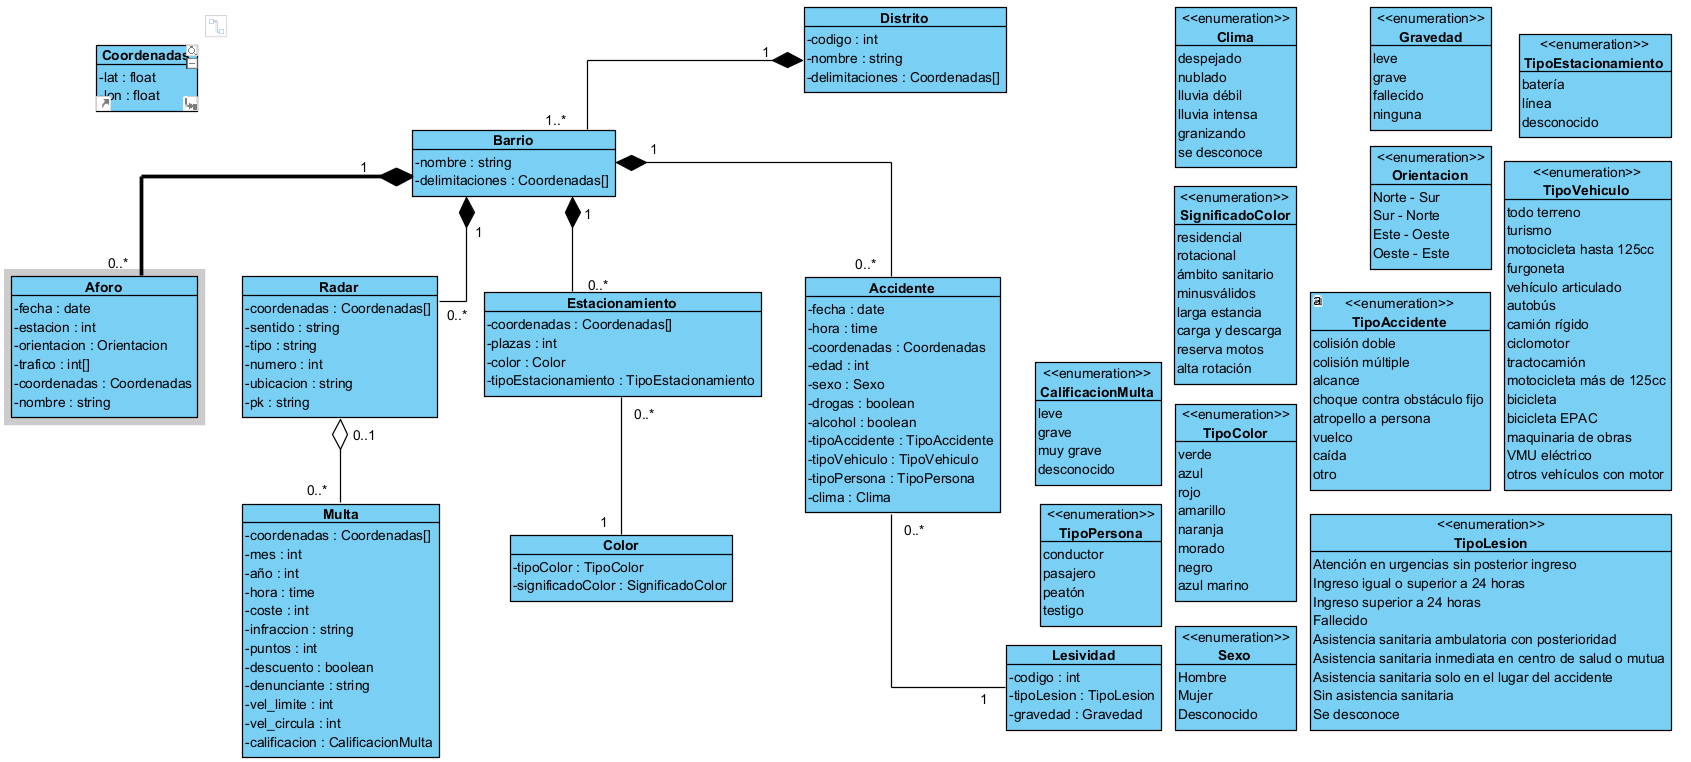 Coordenadas
-lat : float
-lon : float
Distrito
-codigo : int
-nombre : string
-delimitaciones : Coordenadas[]
1
1..*
Barrio
-nombre : string
-delimitaciones : Coordenadas[]
1
1
1
1
0..*
0..*
0..*
0..*
Aforo
-fecha : date
-estacion : int
-orientacion : Orientacion
-trafico : int[]
-coordenadas : Coordenadas
-nombre : string
Radar
-coordenadas : Coordenadas[]
-sentido : string
-tipo : string
-numero : int
-ubicacion : string
-pk : string
0..1
0..*
Multa
-coordenadas : Coordenadas[]
-mes : int
-año : int
-hora : time
-coste : int
-infraccion : string
-puntos : int
-descuento : boolean
-denunciante : string
-vel_limite : int
-vel_circula : int
-calificacion : CalificacionMulta
Estacionamiento
-coordenadas : Coordenadas[]
-plazas : int
-color : Color
-tipoEstacionamiento : TipoEstacionamiento
0..*
1
Color
-tipoColor : TipoColor
-significadoColor : SignificadoColor
Accidente
-fecha : date
-hora : time
-coordenadas : Coordenadas
-edad : int
-sexo : Sexo
-drogas : boolean
-alcohol : boolean
-tipoAccidente : TipoAccidente
-tipoVehiculo : TipoVehiculo
-tipoPersona : TipoPersona
-clima : Clima
0..*
1
Lesividad
-codigo : int
-tipoLesion : TipoLesion
-gravedad : Gravedad
<<enumeration>>
CalificacionMulta
leve
grave
muy grave
desconocido
<<enumeration>>
TipoPersona
conductor
pasajero
peatón
testigo
<<enumeration>>
Clima
despejado
nublado
lluvia débil
lluvia intensa
granizando
se desconoce
<<enumeration>>
SignificadoColor
residencial
rotacional
ámbito sanitario
minusválidos
larga estancia
carga y descarga
reserva motos
alta rotación
<<enumeration>>
TipoColor
verde
azul
rojo
amarillo
naranja
morado
negro
azul marino
<<enumeration>>
Sexo
Hombre
Mujer
Desconocido
<<enumeration>>
Gravedad
leve
grave
fallecido
ninguna
<<enumeration>>
Orientacion
Norte - Sur
Sur - Norte
Este - Oeste
Oeste - Este
a
<<enumeration>>
TipoAccidente
colisión doble
colisión múltiple
alcance
choque contra obstáculo fijo
atropello a persona
vuelco
caída
otro
<<enumeration>>
TipoEstacionamiento
batería
línea
desconocido
<<enumeration>>
TipoVehiculo
todo terreno
turismo
motocicleta hasta 125cc
furgoneta
vehículo articulado
autobús
camión rígido
ciclomotor
tractocamión
motocicleta más de 125cc
bicicleta
bicicleta EPAC
maquinaria de obras
VMU eléctrico
otros vehículos con motor
<<enumeration>>
TipoLesion
Atención en urgencias sin posterior ingreso
Ingreso igual o superior a 24 horas
Ingreso superior a 24 horas
Fallecido
Asistencia sanitaria ambulatoria con posterioridad
Asistencia sanitaria inmediata en centro de salud o mutua
Asistencia sanitaria solo en el lugar del accidente
Sin asistencia sanitaria
Se desconoce